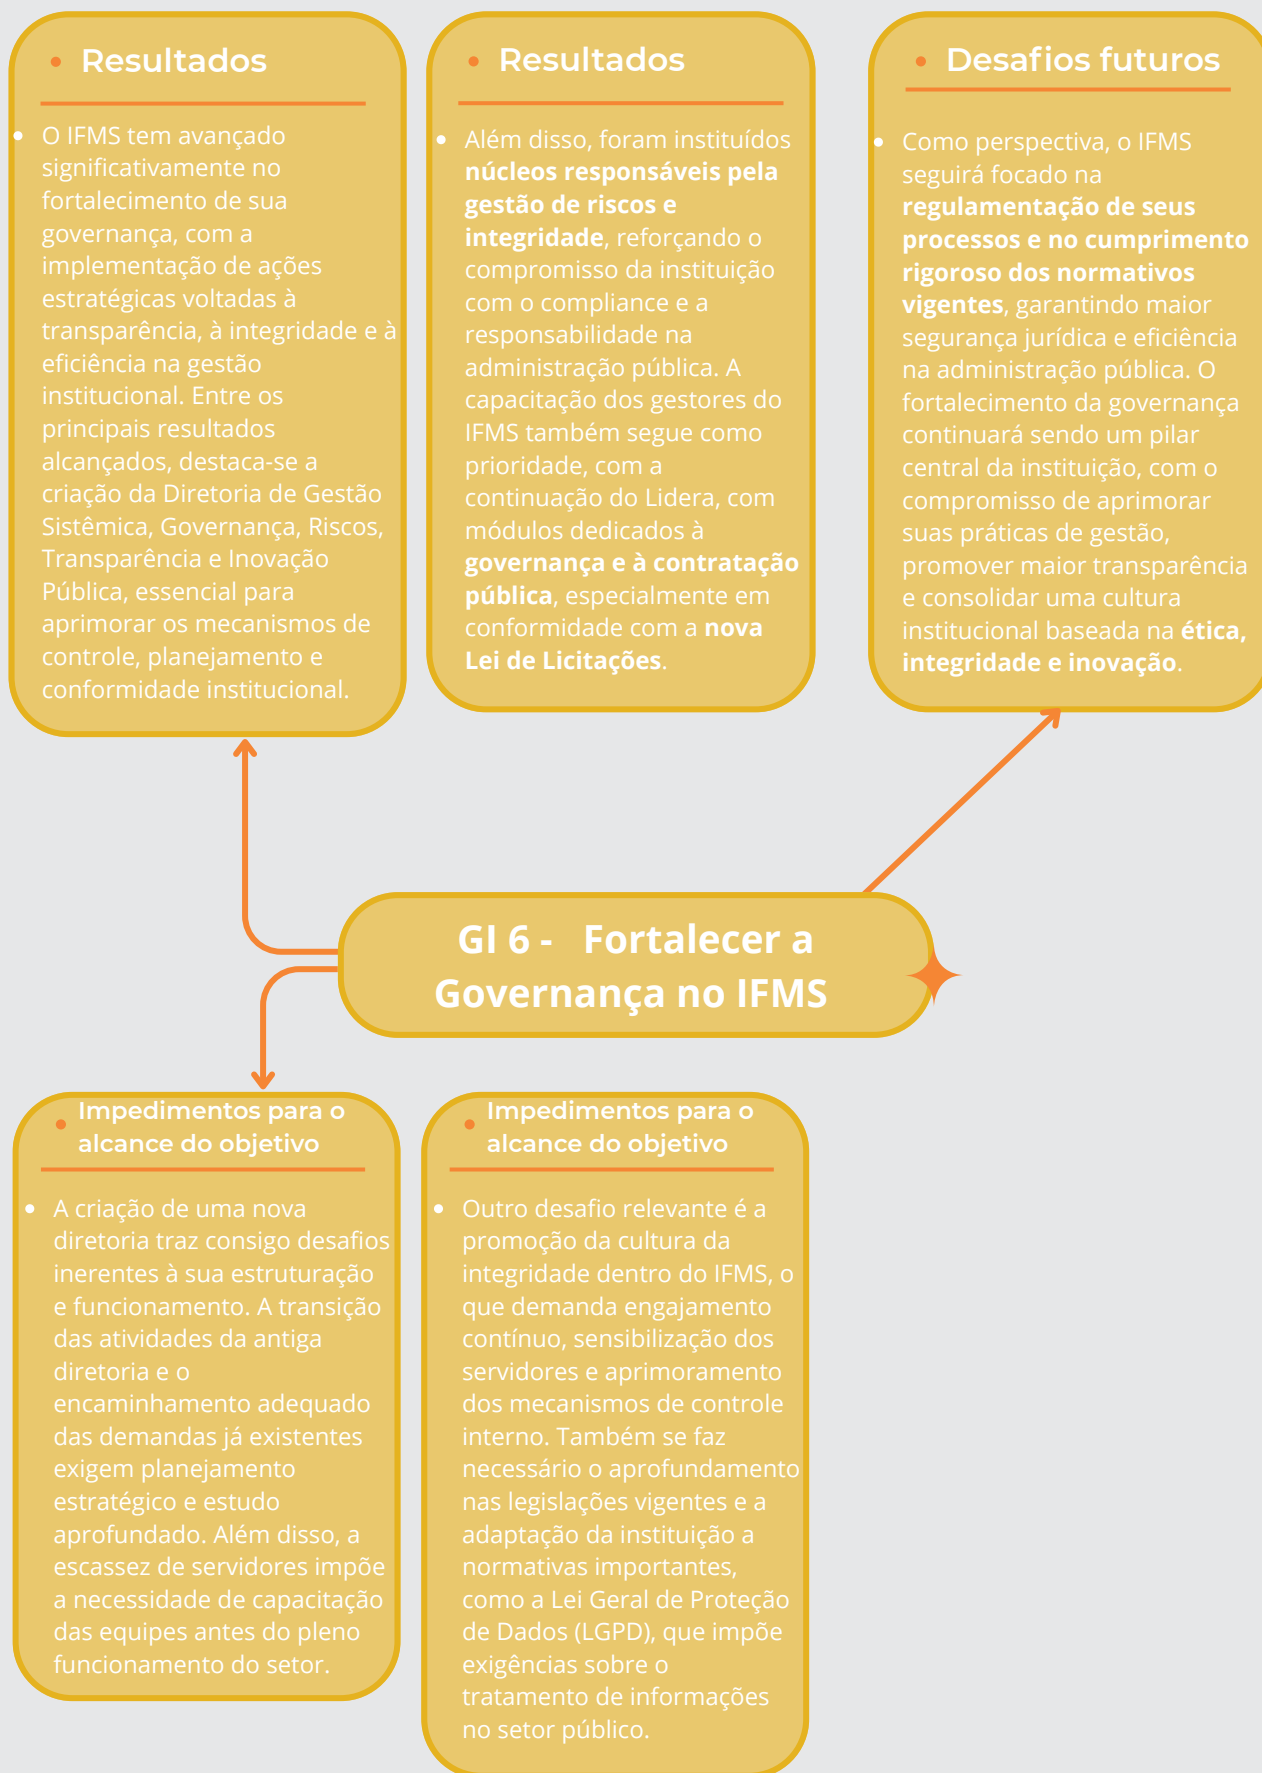 Resultados
O IFMS tem avançado
significativamente no
fortalecimento de sua
governança, com a
implementação de ações
estratégicas voltadas à
transparência, à integridade e à
eficiência na gestão
institucional. Entre os
principais resultados
alcançados, destaca-se a
criação da Diretoria de Gestão
Sistêmica, Governança, Riscos,
Transparência e Inovação
Pública, essencial para
aprimorar os mecanismos de
controle, planejamento e
conformidade institucional.
Resultados
Além disso, foram instituídos
núcleos responsáveis pela
gestão de riscos e
integridade, reforçando o
compromisso da instituição
com o compliance e a
responsabilidade na
administração pública. A
capacitação dos gestores do
IFMS também segue como
prioridade, com a
continuação do Lidera, com
módulos dedicados à
governança e à contratação
pública, especialmente em
conformidade com a nova
Lei de Licitações.
Desafios futuros
Como perspectiva, o IFMS
seguirá focado na
regulamentação de seus
processos e no cumprimento
rigoroso dos normativos
vigentes, garantindo maior
segurança jurídica e eficiência
na administração pública. O
fortalecimento da governança
continuará sendo um pilar
central da instituição, com o
compromisso de aprimorar
suas práticas de gestão,
promover maior transparência
e consolidar uma cultura
institucional baseada na ética,
integridade e inovação.
GI 6 - Fortalecer a
Governança no IFMS
Impedimentos para o
alcance do objetivo
A criação de uma nova
diretoria traz consigo desafios
inerentes à sua estruturação
e funcionamento. A transição
das atividades da antiga
diretoria e o
encaminhamento adequado
das demandas já existentes
exigem planejamento
estratégico e estudo
aprofundado. Além disso, a
escassez de servidores impõe
a necessidade de capacitação
das equipes antes do pleno
funcionamento do setor.
Impedimentos para o
alcance do objetivo
Outro desafio relevante é a
promoção da cultura da
integridade dentro do IFMS, o
que demanda engajamento
contínuo, sensibilização dos
servidores e aprimoramento
dos mecanismos de controle
interno. Também se faz
necessário o aprofundamento
nas legislações vigentes e a
adaptação da instituição a
normativas importantes,
como a Lei Geral de Proteção
de Dados (LGPD), que impõe
exigências sobre o
tratamento de informações
no setor público.